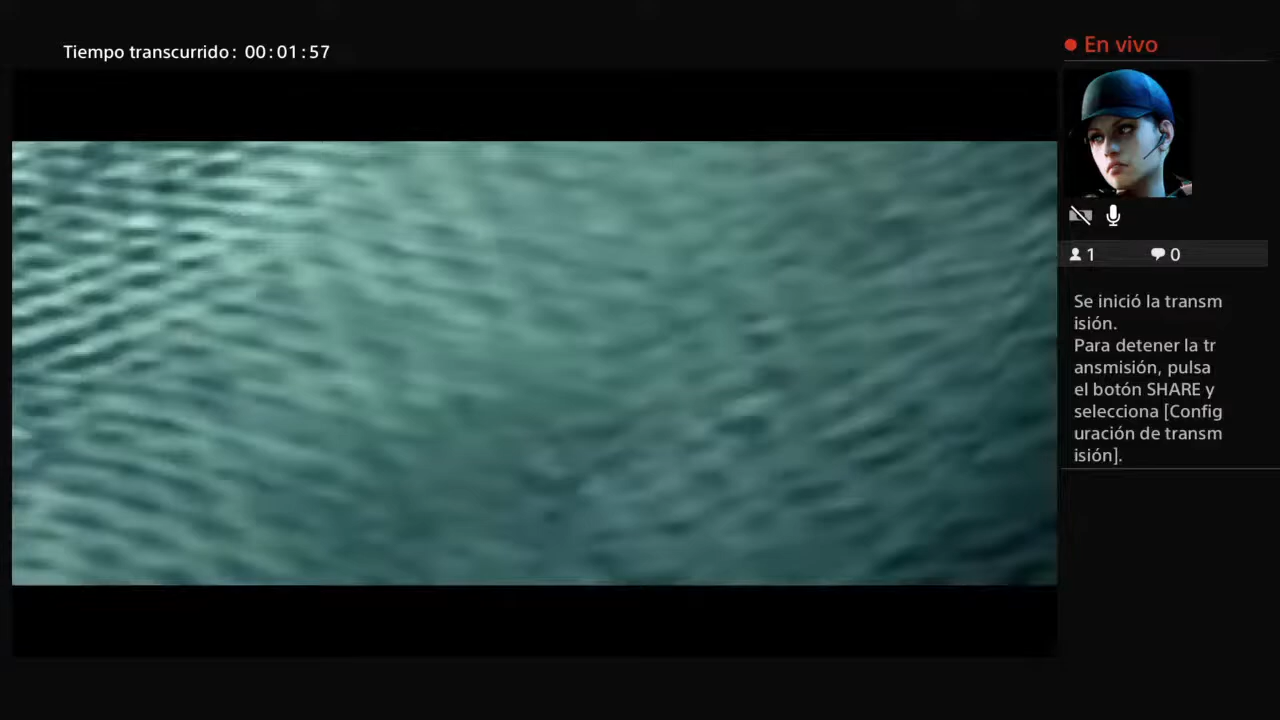 Tiempo transcurrido: 00:01:57
En vivo
1
0
Se inició la transm
isión.
Para detener la tr
ansmisión, pulsa
el botón SHARE y
selecciona [Config
uración de transm
isión].